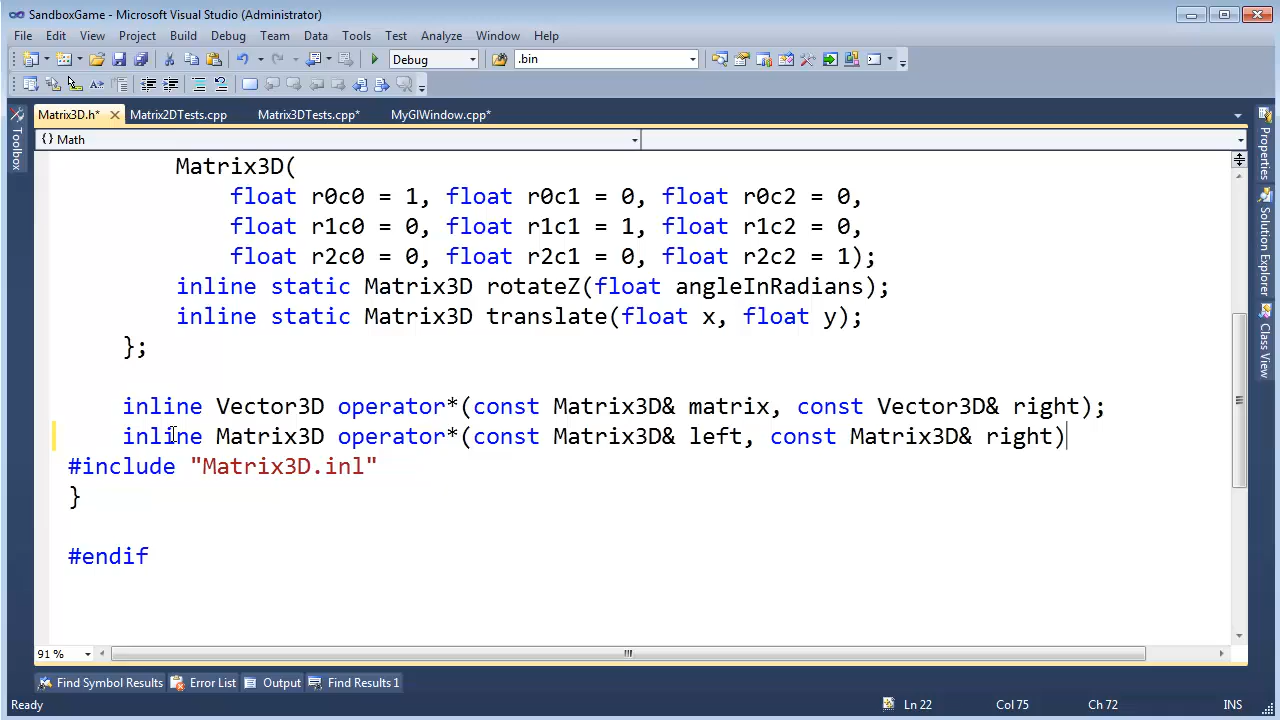 SandboxGame - Microsoft Visual Studio (Administrator)
File Edit View Project Build Debug Team Data Tools Test Analyze Window Help
Debug .bin
Matrix3D.h* Matrix2DTests.cpp Matrix3DTests.cpp* MyGlWindow.cpp*
{} Math
Matrix3D(
float r0c0 = 1, float r0c1 = 0, float r0c2 = 0,
float r1c0 = 0, float r1c1 = 1, float r1c2 = 0,
float r2c0 = 0, float r2c1 = 0, float r2c2 = 1);
inline static Matrix3D rotateZ(float angleInRadians);
inline static Matrix3D translate(float x, float y);
};
inline Vector3D operator*(const Matrix3D& matrix, const Vector3D& right);
inline Matrix3D operator*(const Matrix3D& left, const Matrix3D& right)
#include "Matrix3D.inl"
}
#endif
Toolbox
Properties
Solution Explorer
Class View
91 %
Find Symbol Results Error List Output Find Results 1
Ready Ln 22 Col 75 Ch 72 INS